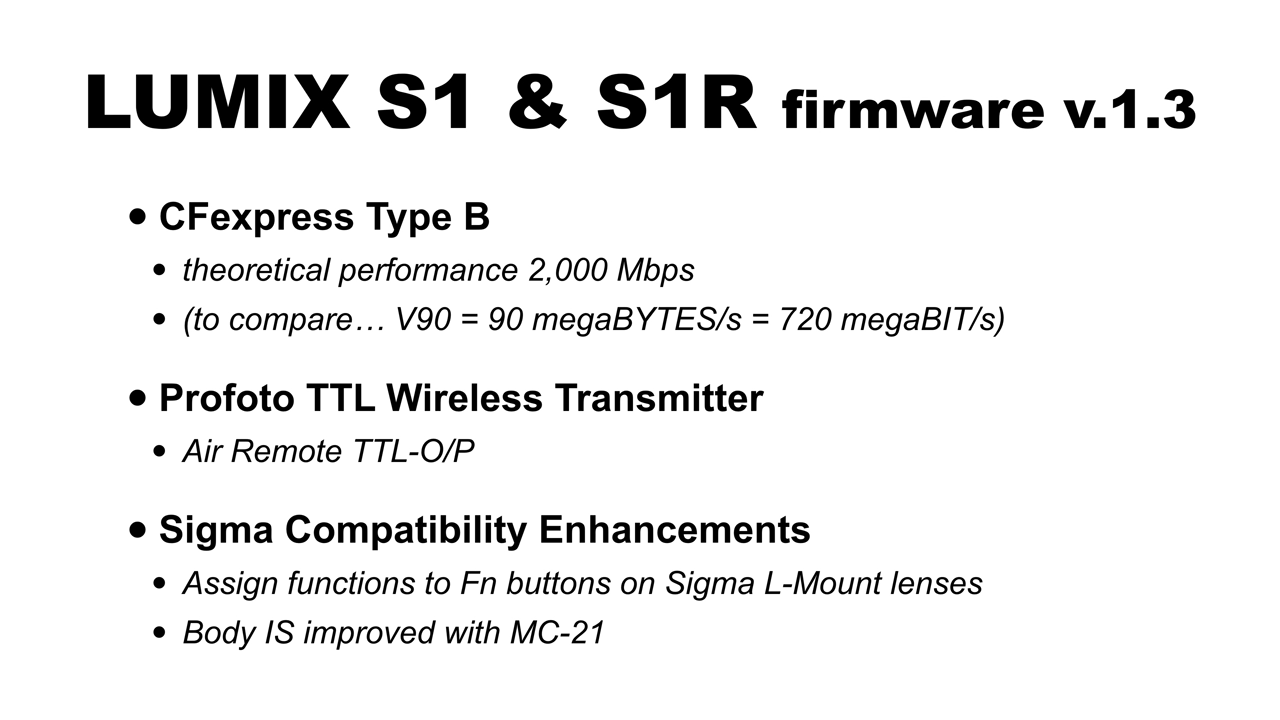 LUMIX S1 & S1R firmware v.1.3
• CFexpress Type B
• theoretical performance 2,000 Mbps
• (to compare… V90 = 90 megaBYTES/s = 720 megaBIT/s)
• Profoto TTL Wireless Transmitter
• Air Remote TTL-O/P
• Sigma Compatibility Enhancements
• Assign functions to Fn buttons on Sigma L-Mount lenses
• Body IS improved with MC-21